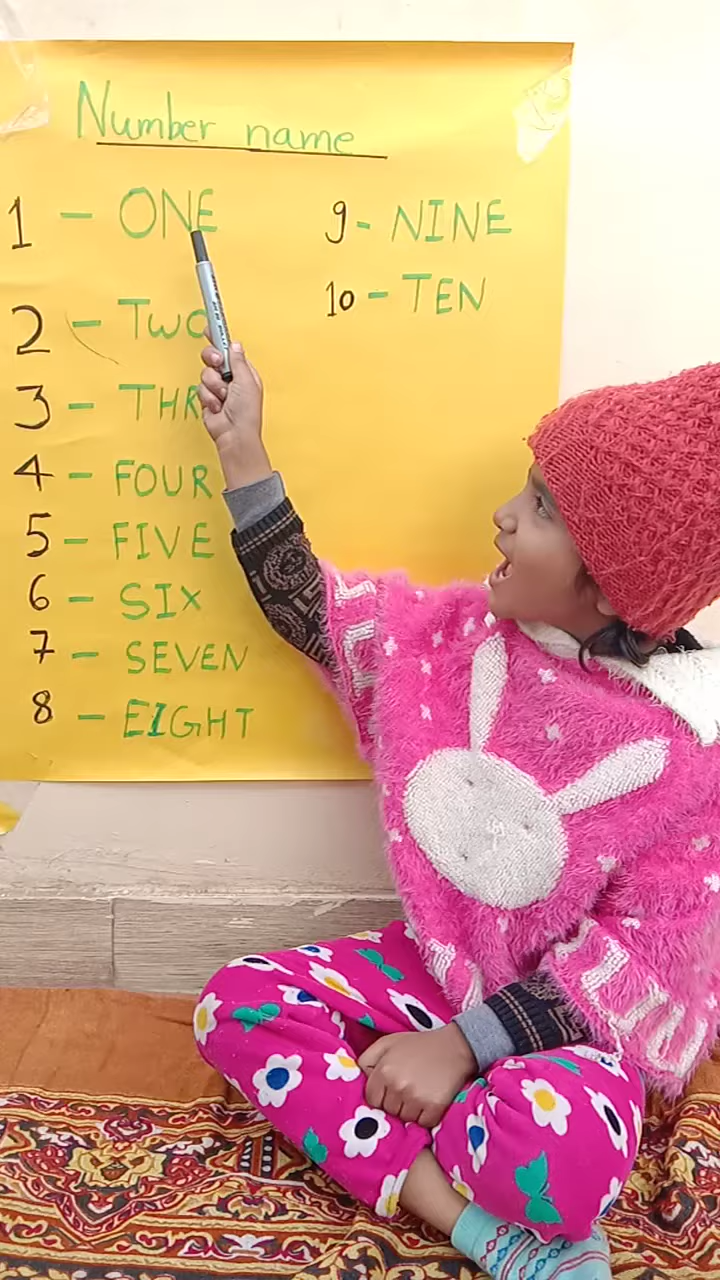 Number name
1 - ONE
2 - Two
3 - THR
4 - FOUR
5 - FIVE
6 - SIX
7 - SEVEN
8 - EIGHT
9 - NINE
10 - TEN